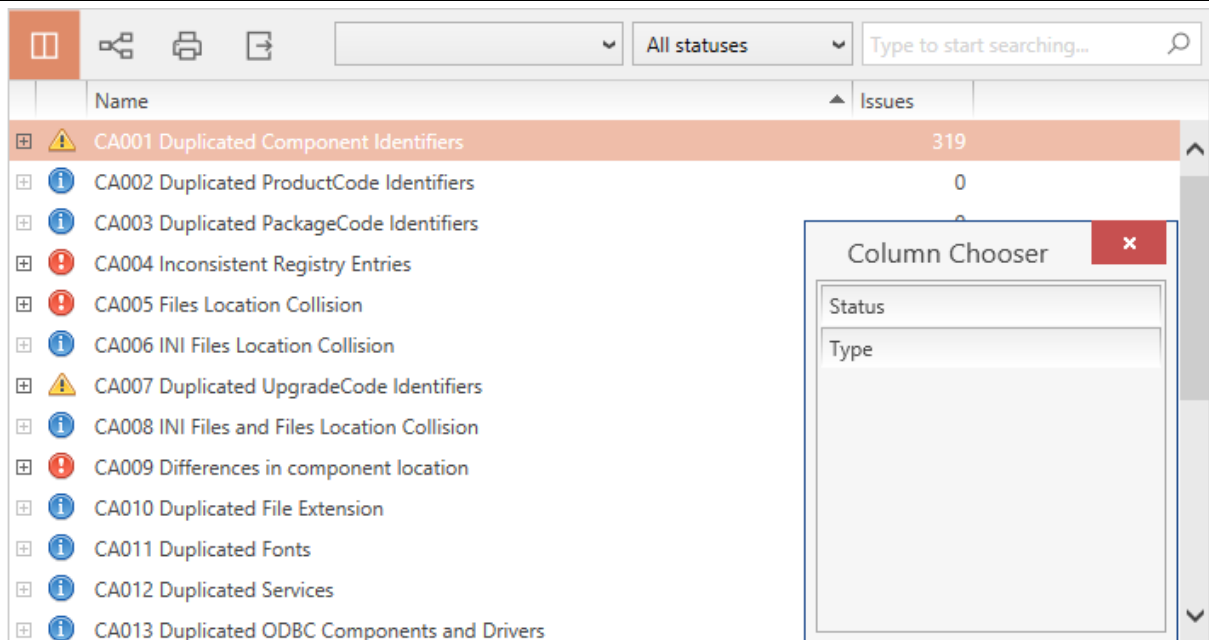 All statuses
Type to start searching...
Name Issues
CA001 Duplicated Component Identifiers 319
CA002 Duplicated ProductCode Identifiers 0
CA003 Duplicated PackageCode Identifiers
Column Chooser
CA004 Inconsistent Registry Entries
CA005 Files Location Collision
Status
CA006 INI Files Location Collision
Type
CA007 Duplicated UpgradeCode Identifiers
CA008 INI Files and Files Location Collision
CA009 Differences in component location
CA010 Duplicated File Extension
CA011 Duplicated Fonts
CA012 Duplicated Services
CA013 Duplicated ODBC Components and Drivers